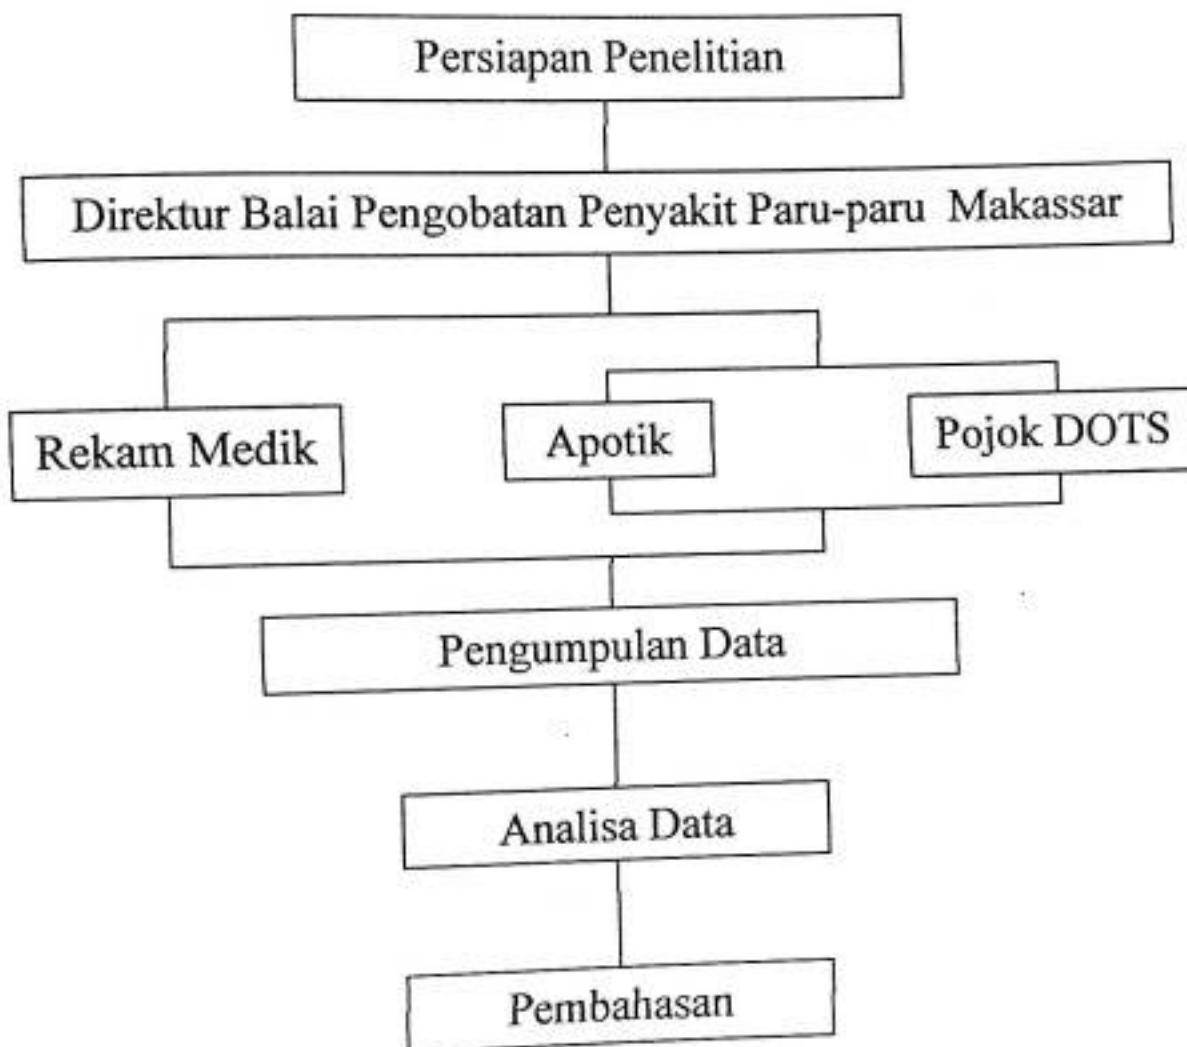 Persiapan Penelitian
Direktur Balai Pengobatan Penyakit Paru-paru Makassar
Rekam Medik
Apotik
Pojok DOTS
Pengumpulan Data
Analisa Data
Pembahasan